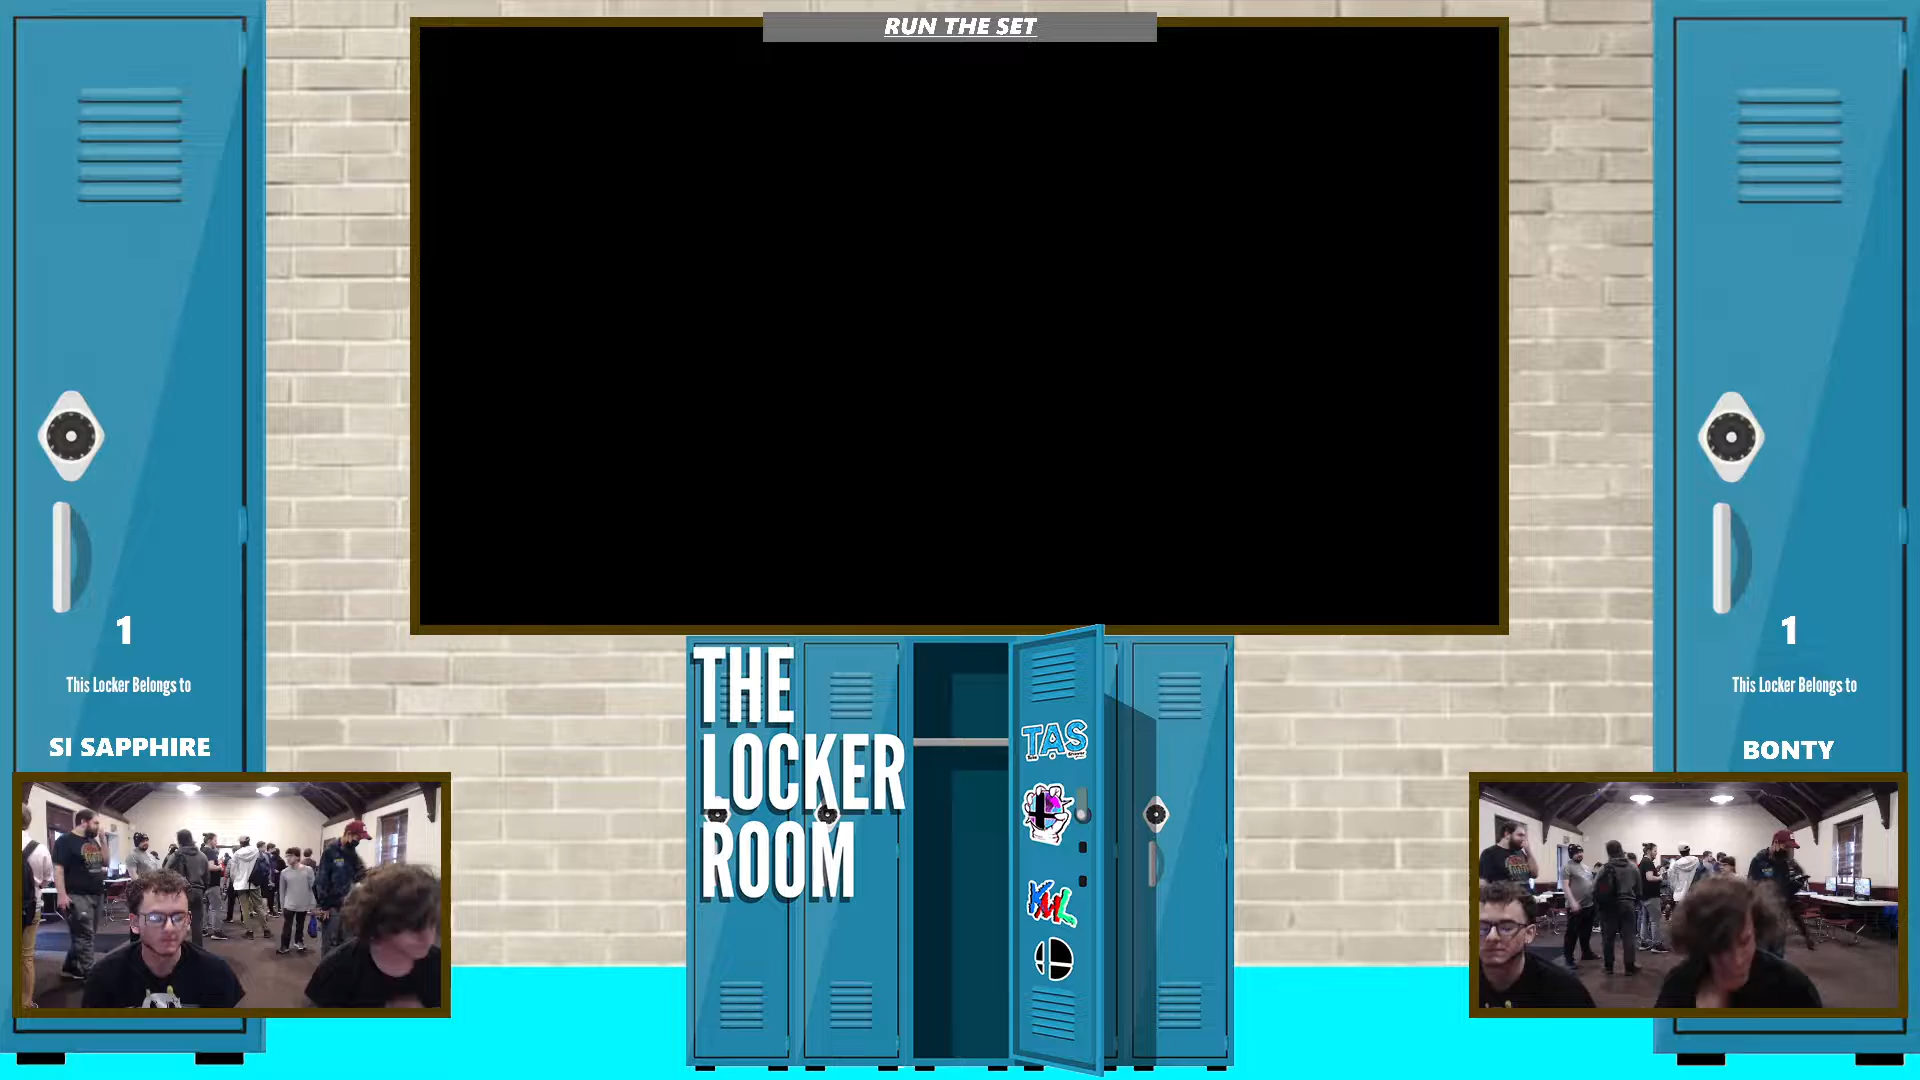 RUN THE SET
1
This Locker Belongs to
SI SAPPHIRE
1
This Locker Belongs to
BONTY
THE
LOCKER
ROOM
TAS